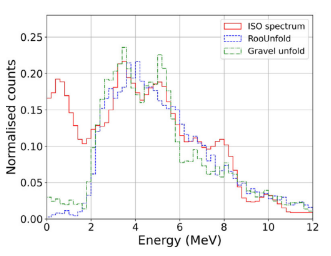 ISO spectrum
RooUnfold
Gravel unfold
Normalised counts
0.25
0.20
0.15
0.10
0.05
0.00
0 2 4 6 8 10 12
Energy (MeV)